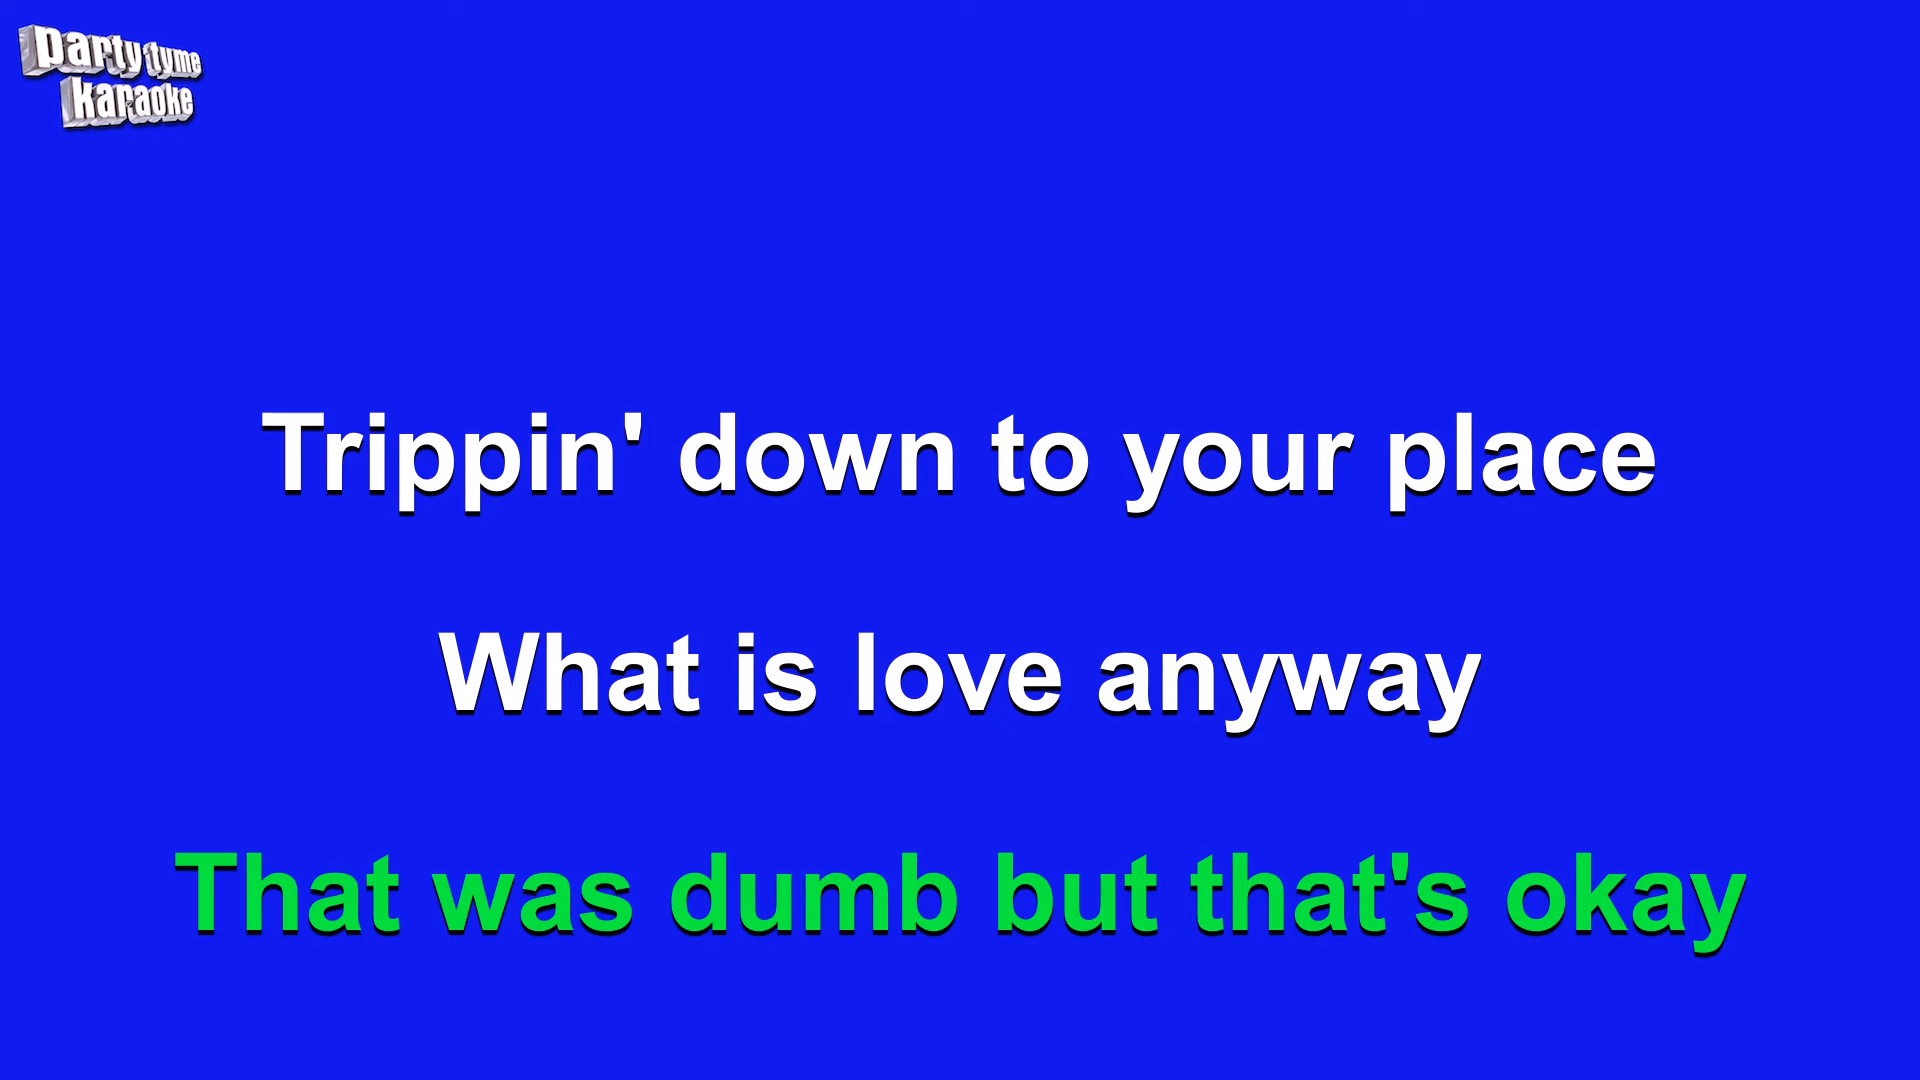 party tyme
karaoke
Trippin' down to your place
What is love anyway
That was dumb but that's okay